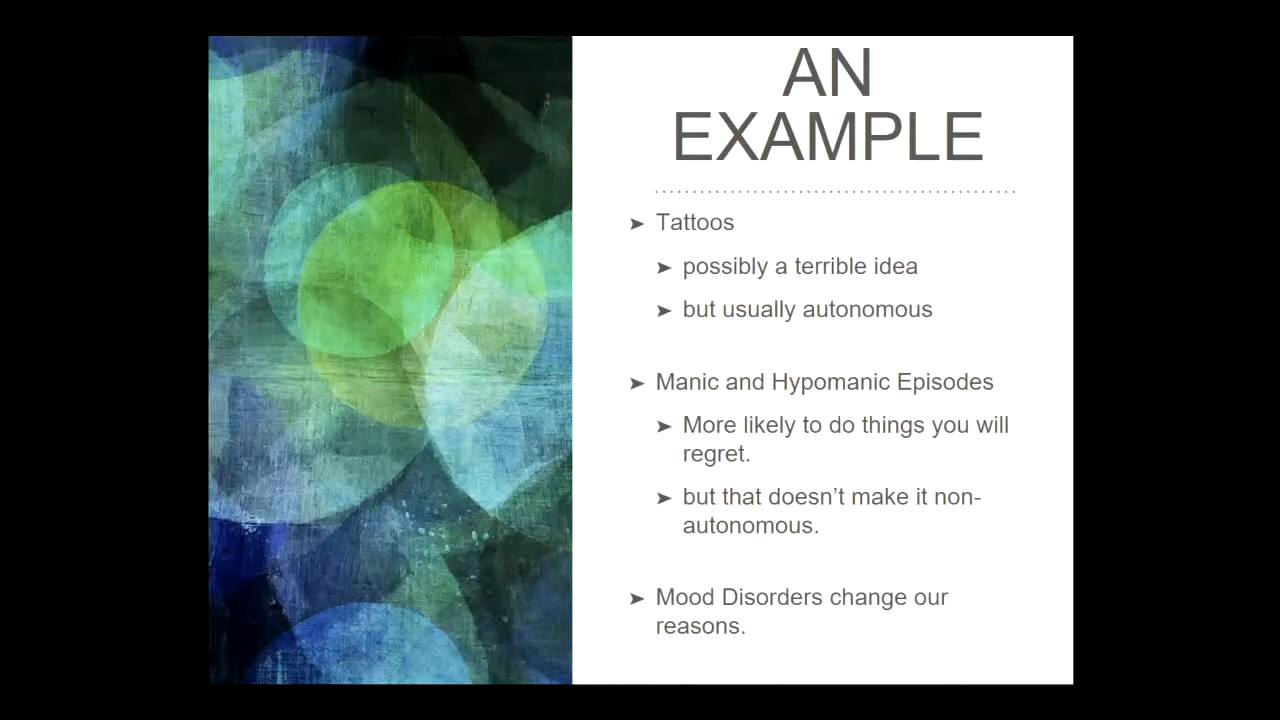 AN
EXAMPLE
➤ Tattoos
➤ possibly a terrible idea
➤ but usually autonomous
➤ Manic and Hypomanic Episodes
➤ More likely to do things you will
regret.
➤ but that doesn’t make it non-
autonomous.
➤ Mood Disorders change our
reasons.